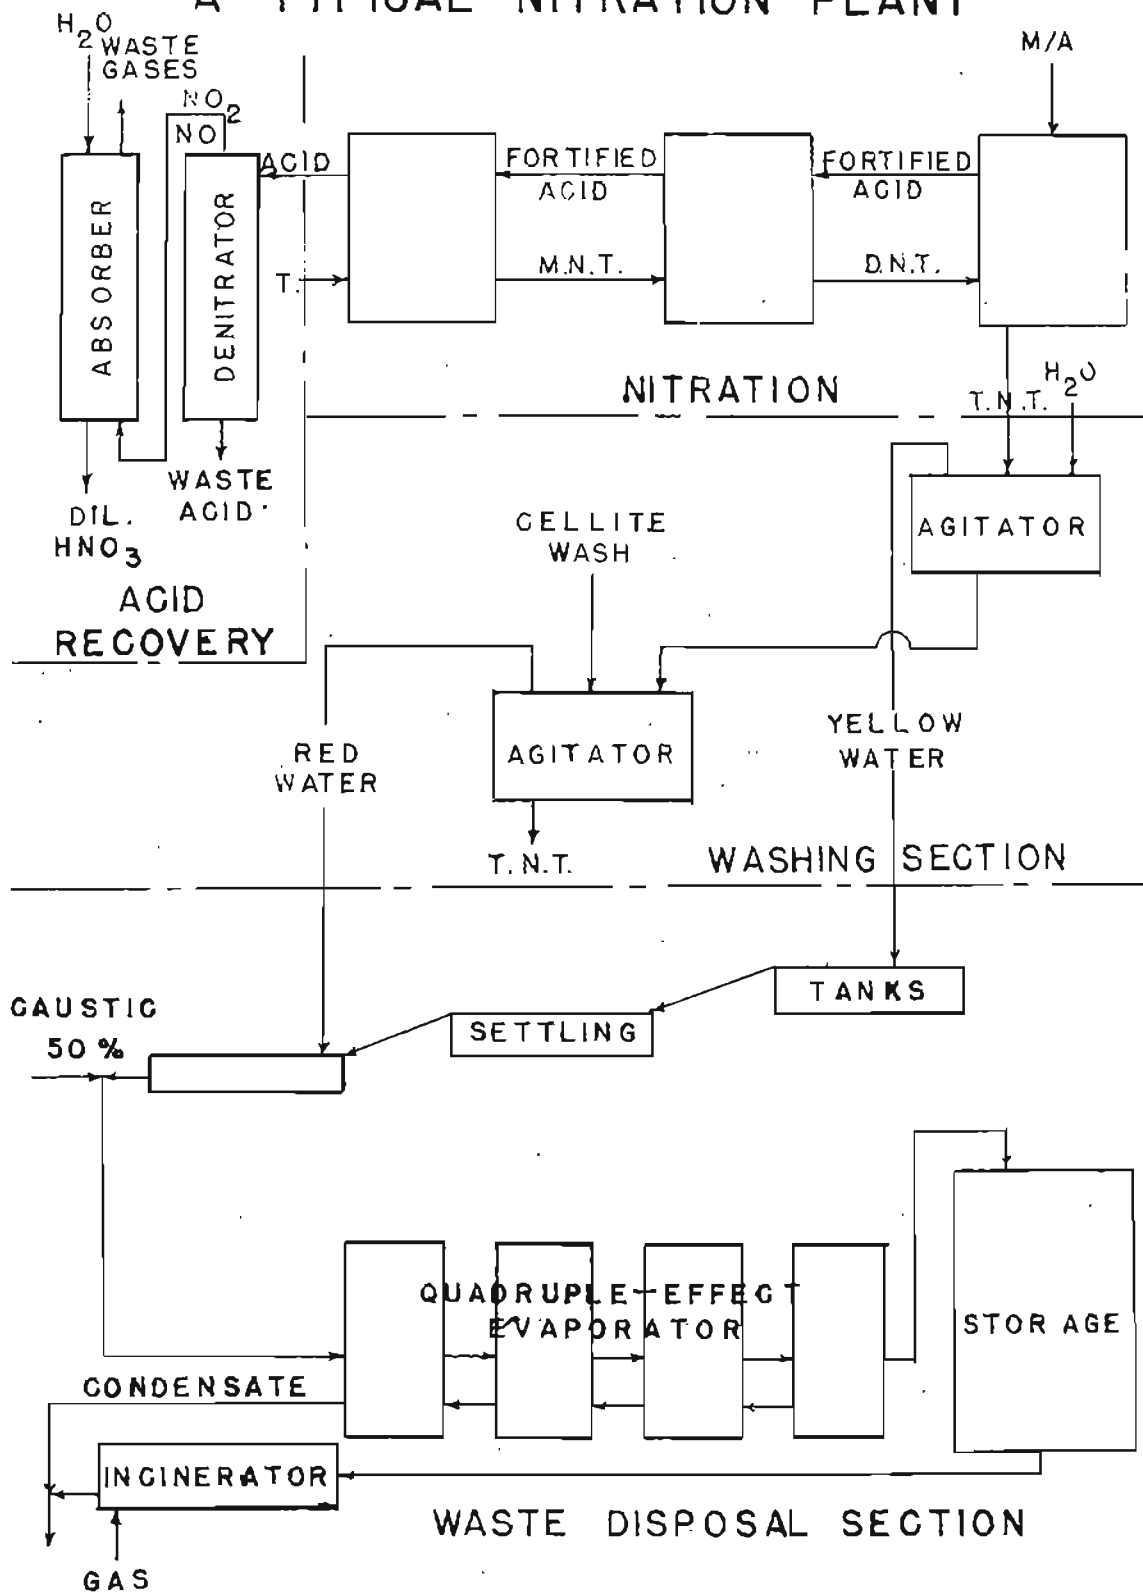 A TYPICAL NITRATION PLANT
H2O
WASTE
GASES
M/A
NO2
NO
ACID
FORTIFIED
ACID
FORTIFIED
ACID
ABSORBER
DENITRATOR
T.
M.N.T.
D.N.T.
NITRATION
T.N.T.
H2O
WASTE
ACID
DIL.
HNO3
CELLITE
WASH
AGITATOR
ACID
RECOVERY
RED
WATER
AGITATOR
YELLOW
WATER
T.N.T.
WASHING SECTION
TANKS
CAUSTIC
50%
SETTLING
QUADRUPLE-EFFECT
EVAPORATOR
STORAGE
CONDENSATE
INCINERATOR
WASTE DISPOSAL SECTION
GAS